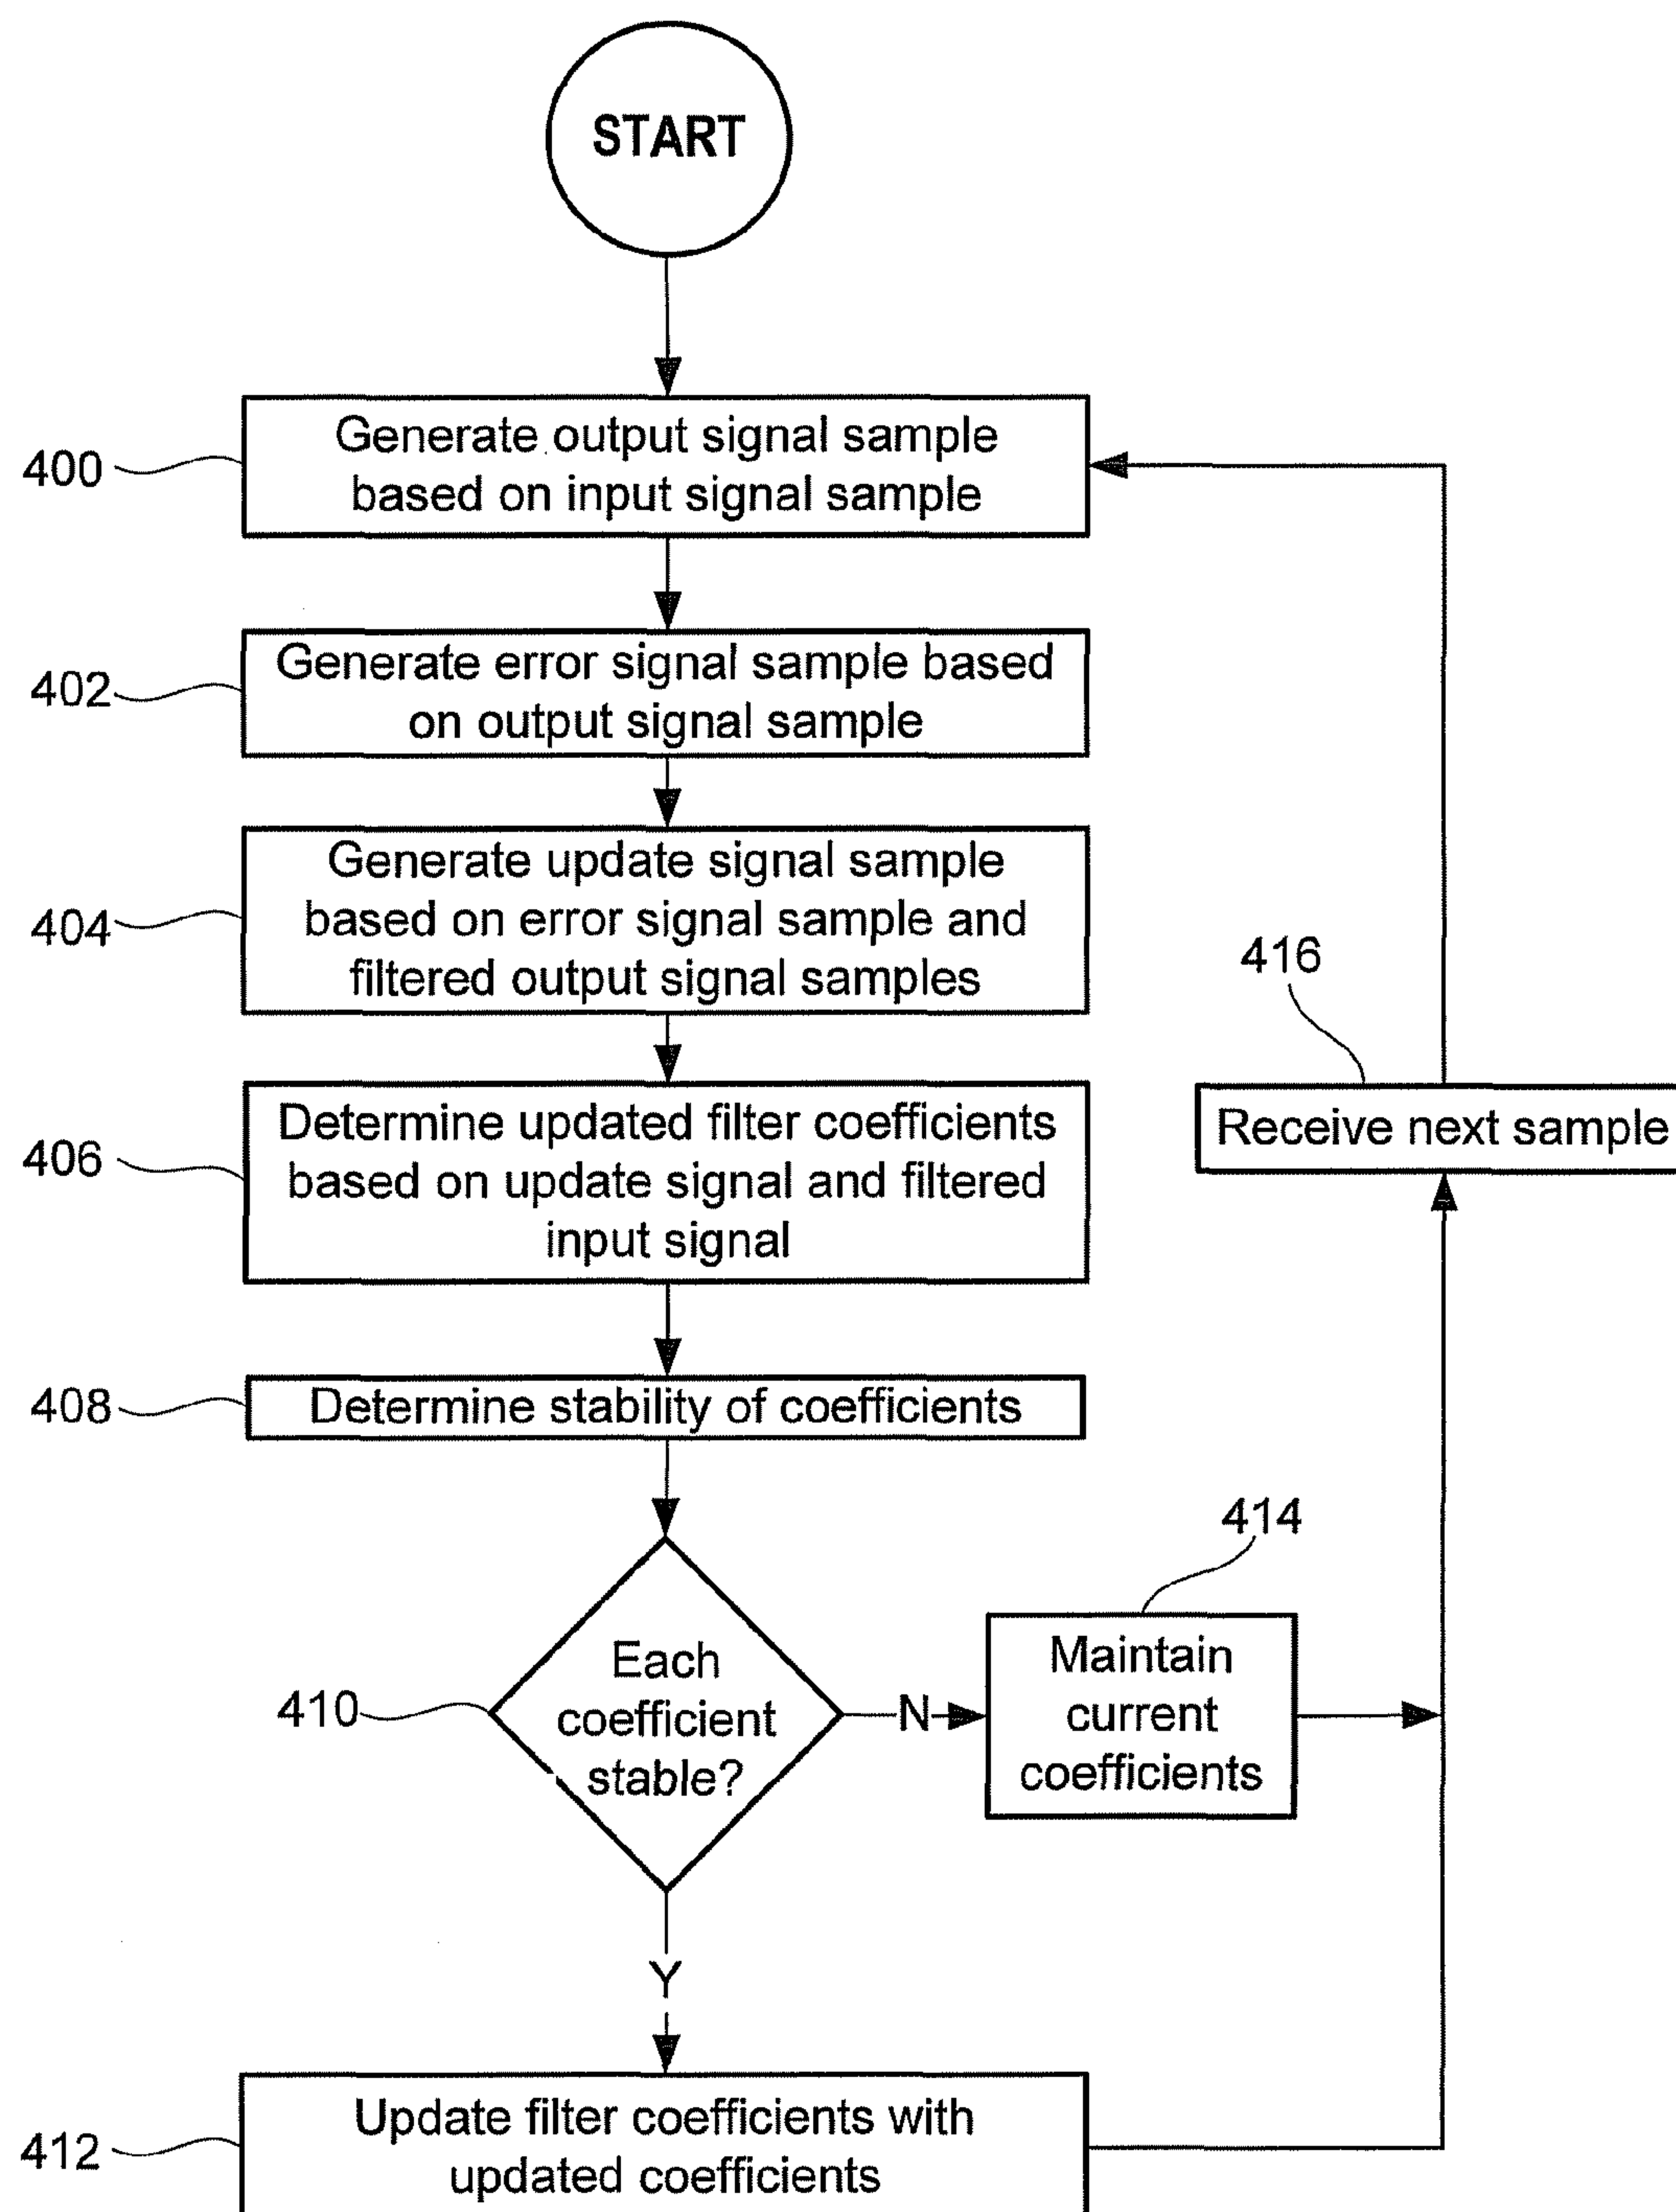 START
400
Generate output signal sample
based on input signal sample
402
Generate error signal sample based
on output signal sample
404
Generate update signal sample
based on error signal sample and
filtered output signal samples
416
Receive next sample
406
Determine updated filter coefficients
based on update signal and filtered
input signal
408
Determine stability of coefficients
410
Each
coefficient
stable?
N
414
Maintain
current
coefficients
Y
412
Update filter coefficients with
updated coefficients